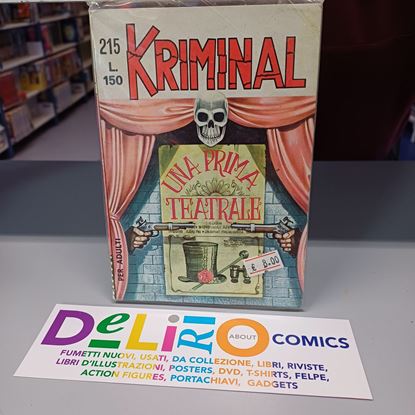 215
L.
150
KRIMINAL
UNA PRIMA
TEATRALE
PER ADULTI
£ 8.00
DeLiRiO
ABOUT
COMICS
FUMETTI NUOVI, USATI, DA COLLEZIONE, LIBRI, RIVISTE,
LIBRI D'ILLUSTRAZIONI, POSTERS, DVD, T-SHIRTS, FELPE,
ACTION FIGURES, PORTACHIAVI, GADGETS